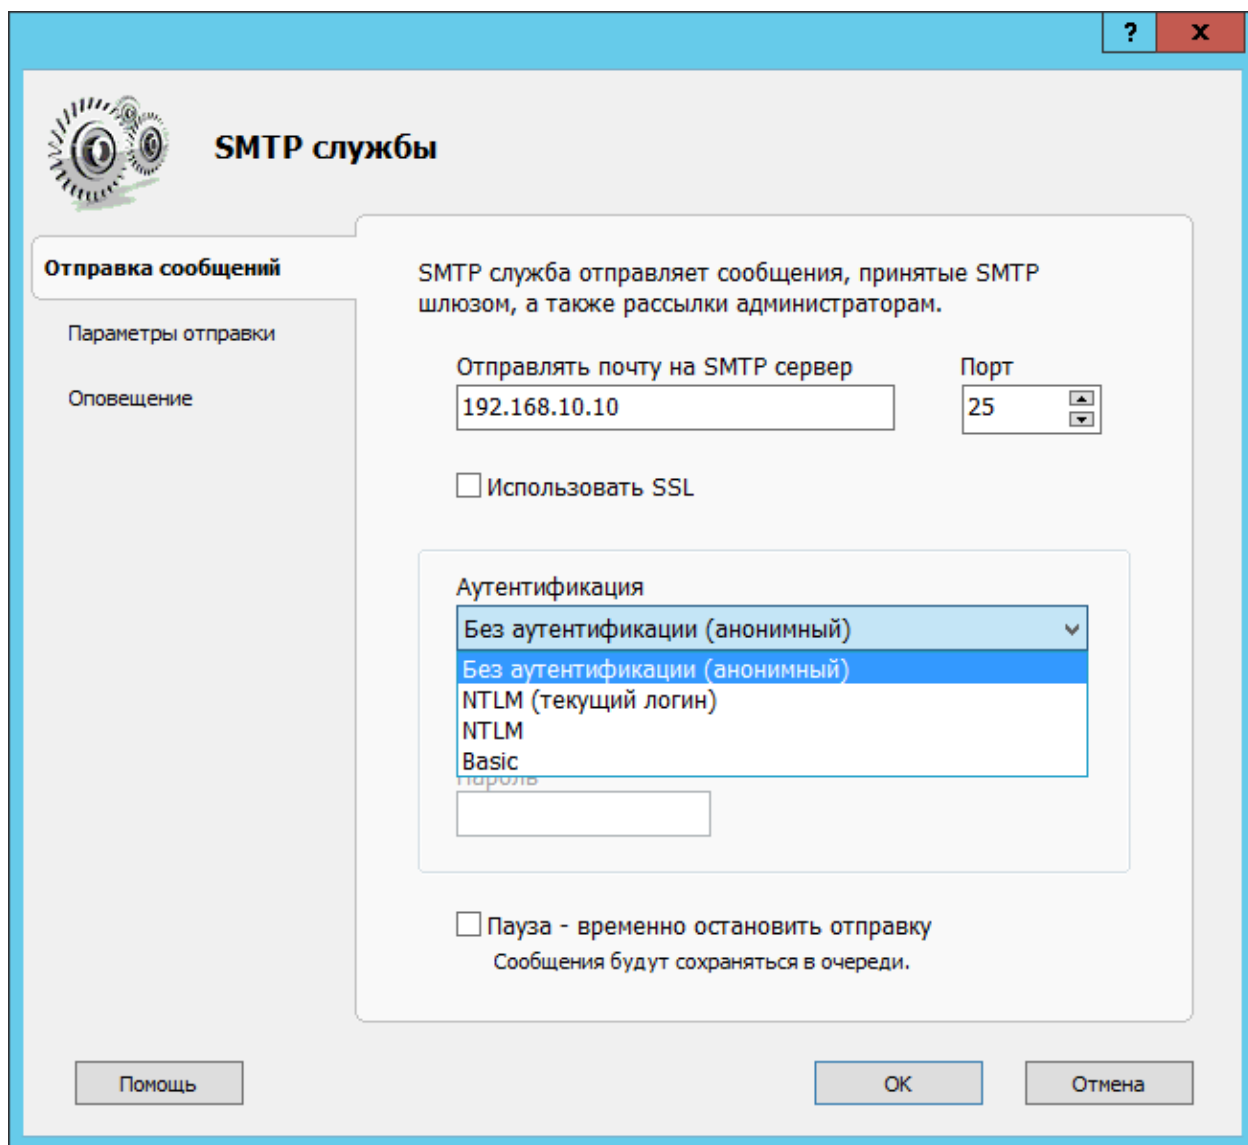 ?
x
SMTP службы
Отправка сообщений
Параметры отправки
Оповещение
SMTP служба отправляет сообщения, принятые SMTP
шлюзом, а также рассылки администраторам.
Отправлять почту на SMTP сервер
Порт
192.168.10.10
25
Использовать SSL
Аутентификация
Без аутентификации (анонимный)
Без аутентификации (анонимный)
NTLM (текущий логин)
NTLM
Basic
Пароль
Пауза - временно остановить отправку
Сообщения будут сохраняться в очереди.
Помощь
OK
Отмена